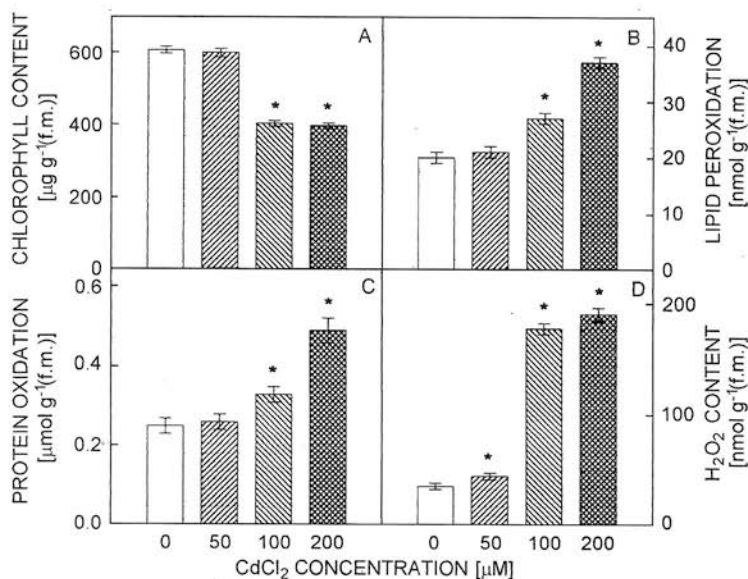 CHLOROPHYLL CONTENT
[μg g⁻¹(f.m.)]
600
400
200
0
A
*
*
B
*
*
40
30
20
10
0
LIPID PEROXIDATION
[nmol g⁻¹(f.m.)]
PROTEIN OXIDATION
[μmol g⁻¹(f.m.)]
0.6
0.4
0.2
0.0
C
*
*
D
*
*
*
200
100
0
H₂O₂ CONTENT
[nmol g⁻¹(f.m.)]
0 50 100 200
0 50 100 200
CdCl₂ CONCENTRATION [μM]